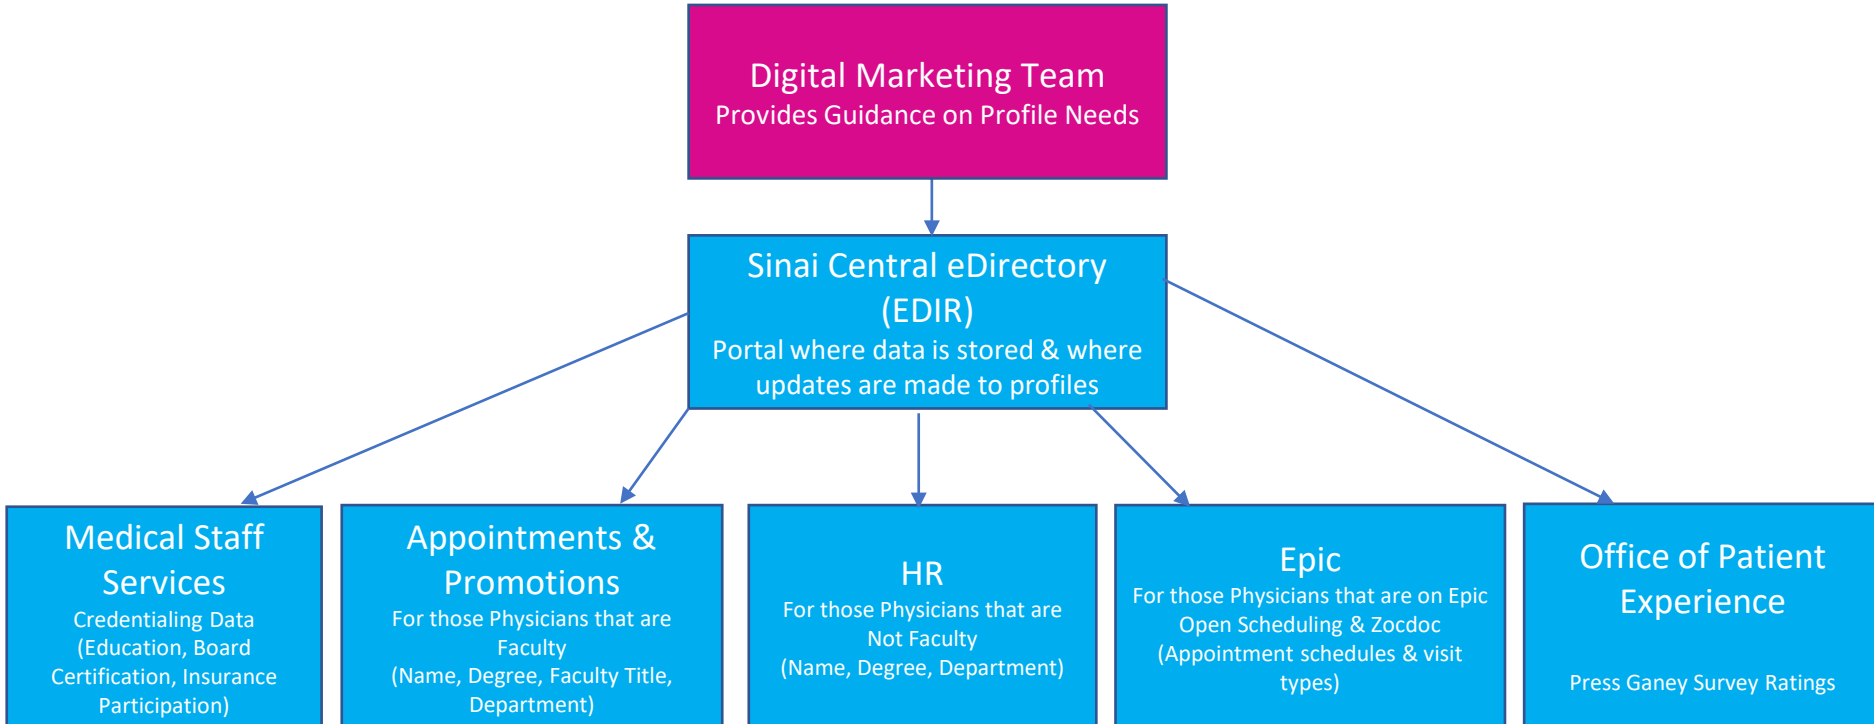 Digital Marketing Team
Provides Guidance on Profile Needs
Sinai Central eDirectory
(EDIR)
Portal where data is stored & where
updates are made to profiles
Medical Staff
Services
Credentialing Data
(Education, Board
Certification, Insurance
Participation)
Appointments &
Promotions
For those Physicians that are
Faculty
(Name, Degree, Faculty Title,
Department)
HR
For those Physicians that are
Not Faculty
(Name, Degree, Department)
Epic
For those Physicians that are on Epic
Open Scheduling & Zocdoc
(Appointment schedules & visit
types)
Office of Patient
Experience
Press Ganey Survey Ratings